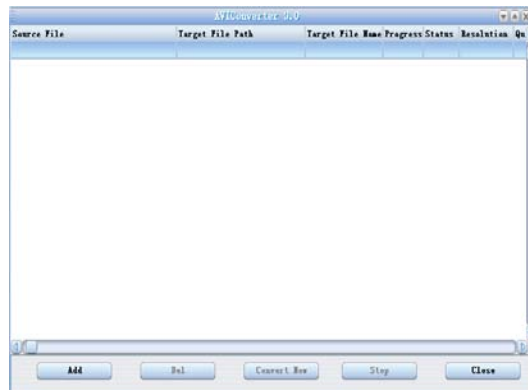 AVIConverter 3.0
Source File Target File Path Target File Name Progress Status Resolution Qu
Add Del Convert Now Stop Close